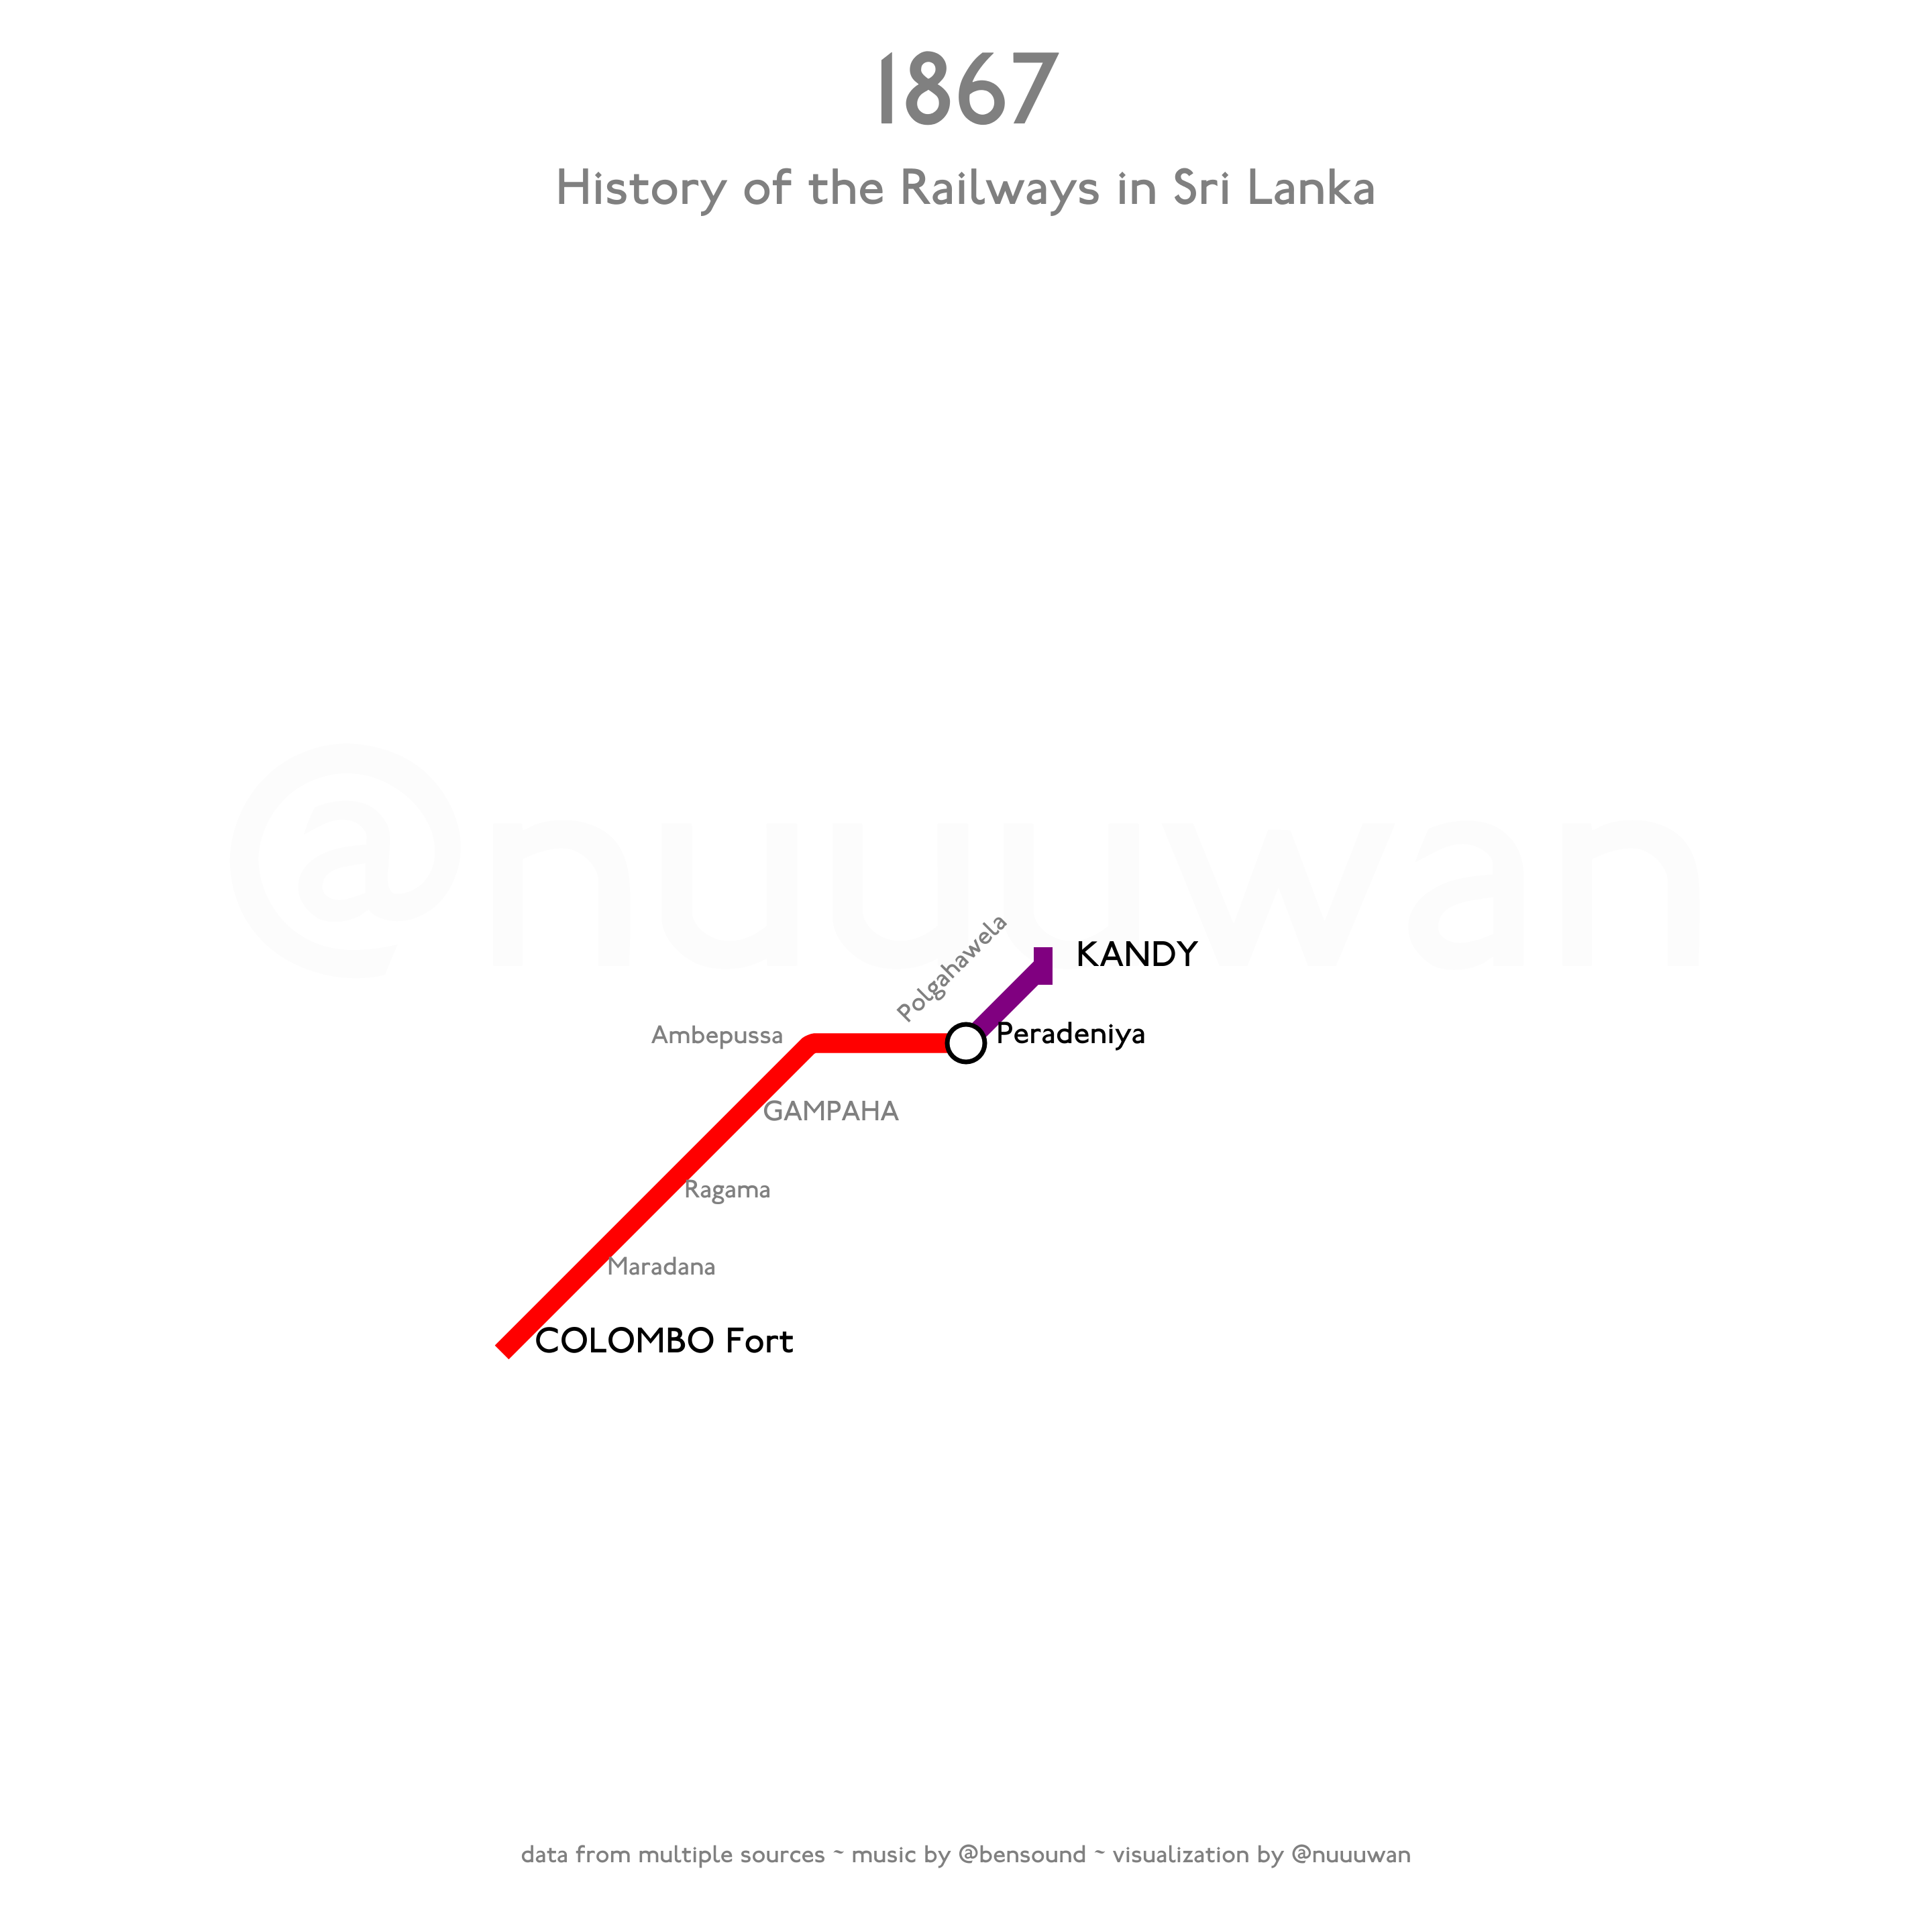 1867
History of the Railways in Sri Lanka
@nuuuwan
Polgahawela
KANDY
Ambepussa
Peradeniya
GAMPAHA
Ragama
Maradana
COLOMBO Fort
data from multiple sources ~ music by @bensound ~ visualization by @nuuuwan